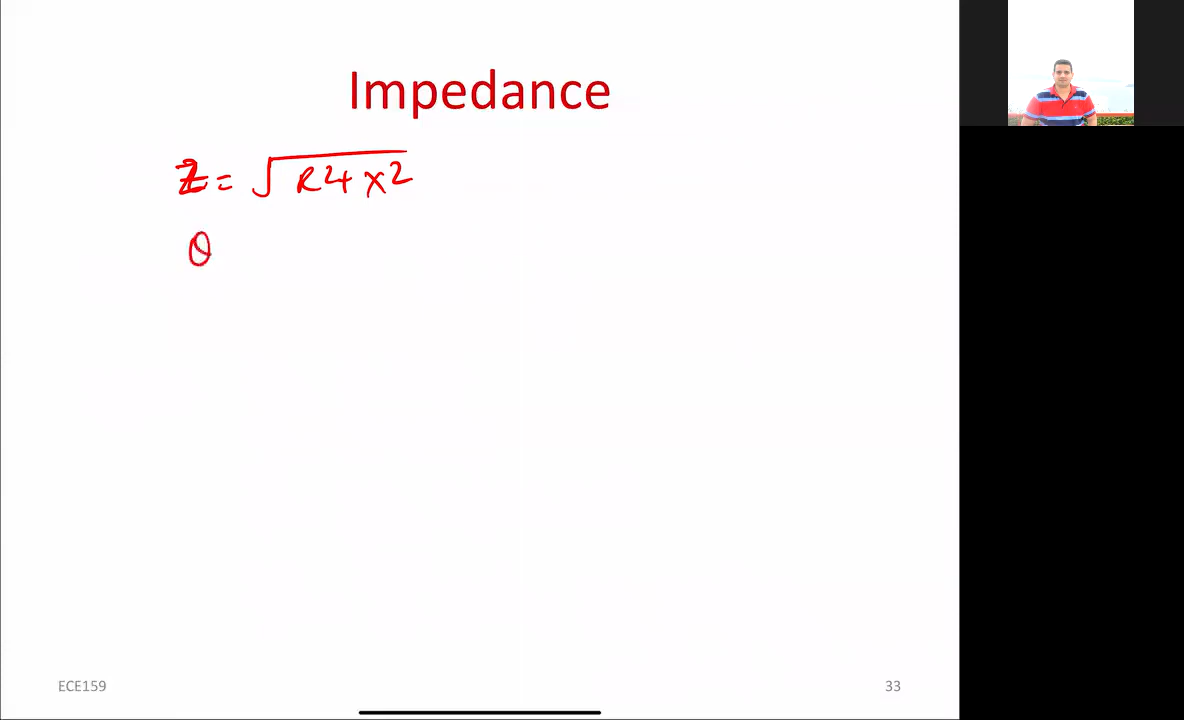 Impedance
Z = √R²+X²
θ
ECE159
33